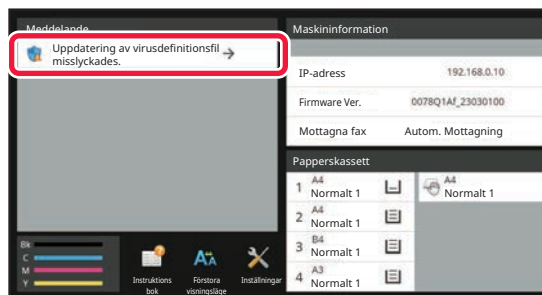 Meddelande
Uppdatering av virusdefinitionsfil
misslyckades.
Maskininformation
IP-adress 192.168.0.10
Firmware Ver. 0078Q1Af_23030100
Mottagna fax Autom. Mottagning
Papperskassett
1 A4
Normalt 1
A4
Normalt 1
2 A4
Normalt 1
3 B4
Normalt 1
4 A3
Normalt 1
Bk
C
M
Y
Instruktions
bok
Förstora
visningsläge
Inställningar